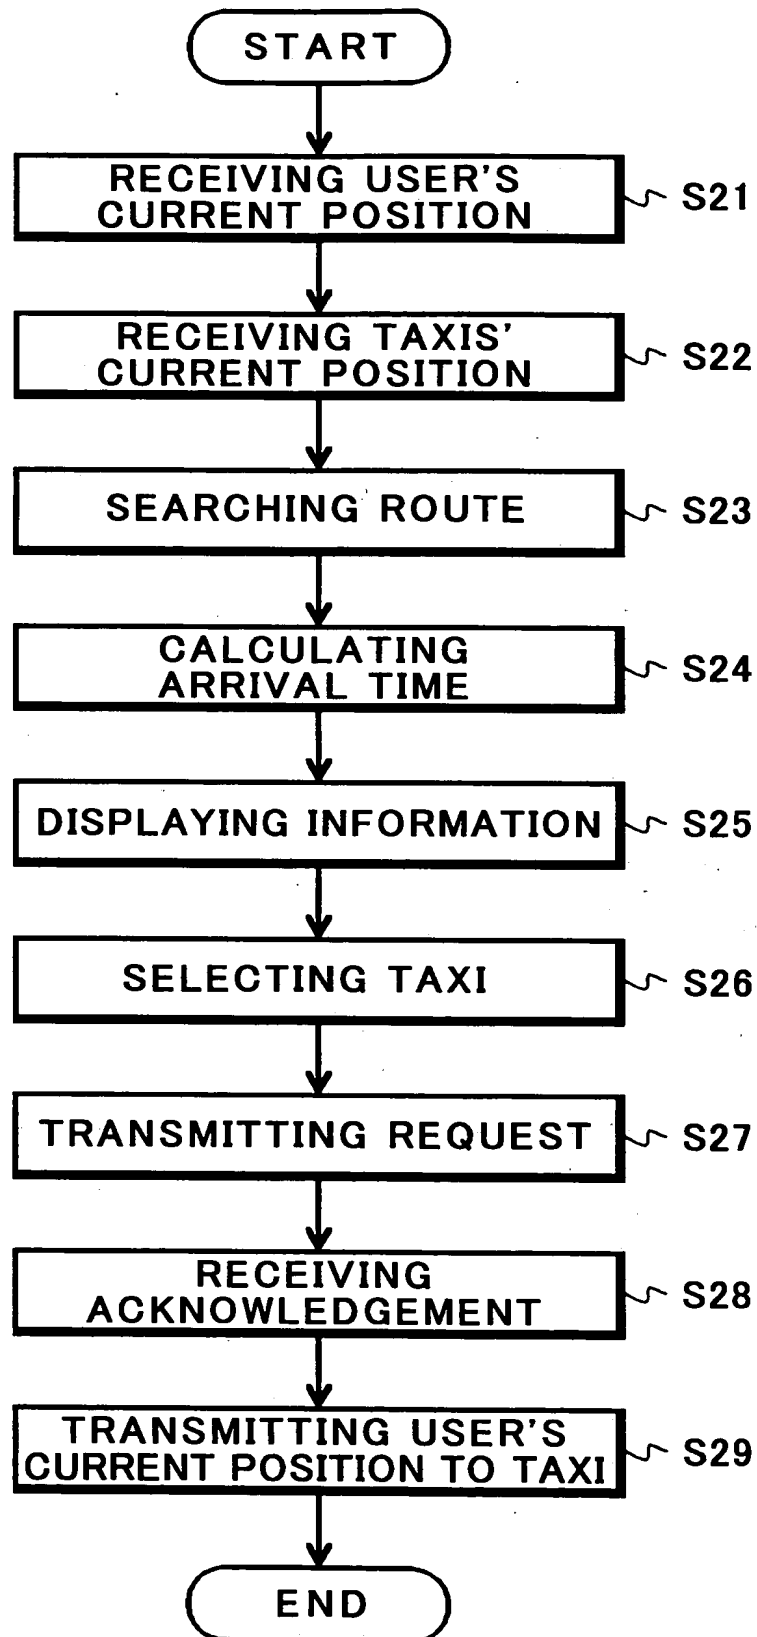 START
RECEIVING USER'S
CURRENT POSITION
S21
RECEIVING TAXIS'
CURRENT POSITION
S22
SEARCHING ROUTE
S23
CALCULATING
ARRIVAL TIME
S24
DISPLAYING INFORMATION
S25
SELECTING TAXI
S26
TRANSMITTING REQUEST
S27
RECEIVING
ACKNOWLEDGEMENT
S28
TRANSMITTING USER'S
CURRENT POSITION TO TAXI
S29
END